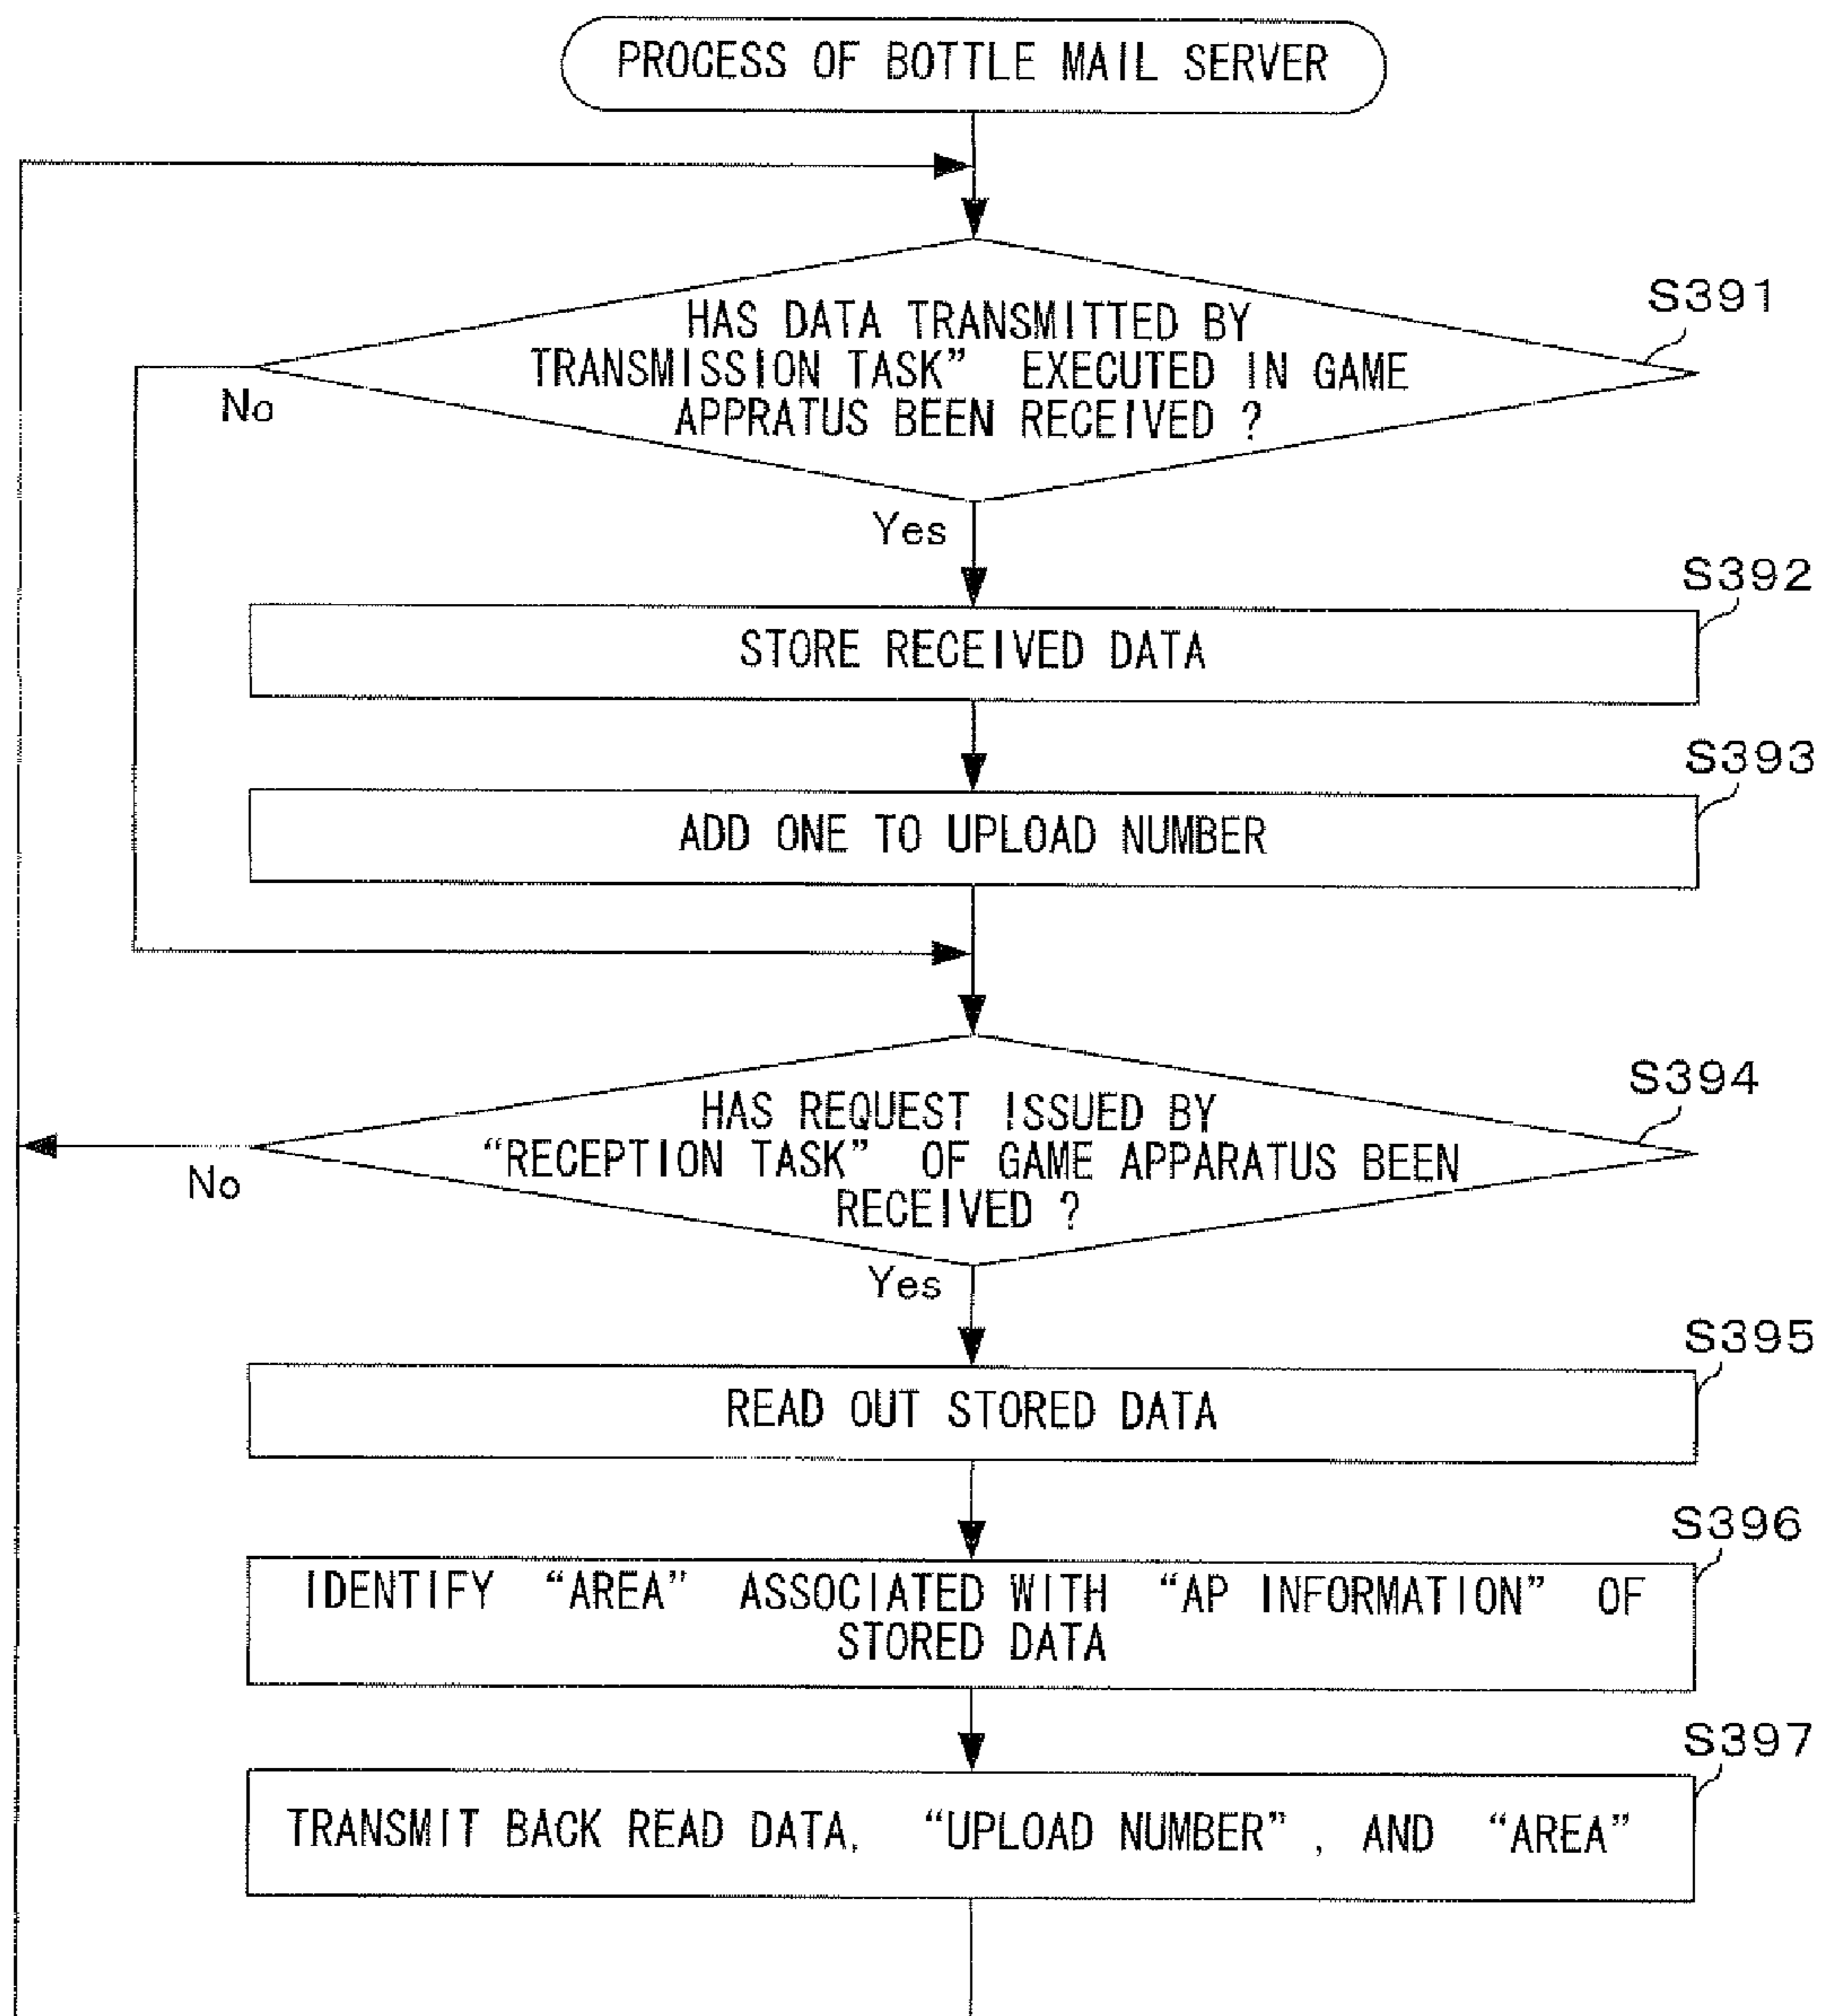 PROCESS OF BOTTLE MAIL SERVER
S391
HAS DATA TRANSMITTED BY
TRANSMISSION TASK” EXECUTED IN GAME
APPRATUS BEEN RECEIVED ?
No
Yes
S392
STORE RECEIVED DATA
S393
ADD ONE TO UPLOAD NUMBER
S394
HAS REQUEST ISSUED BY
“RECEPTION TASK” OF GAME APPARATUS BEEN
RECEIVED ?
No
Yes
S395
READ OUT STORED DATA
S396
IDENTIFY “AREA” ASSOCIATED WITH “AP INFORMATION” OF
STORED DATA
S397
TRANSMIT BACK READ DATA, “UPLOAD NUMBER”, AND “AREA”